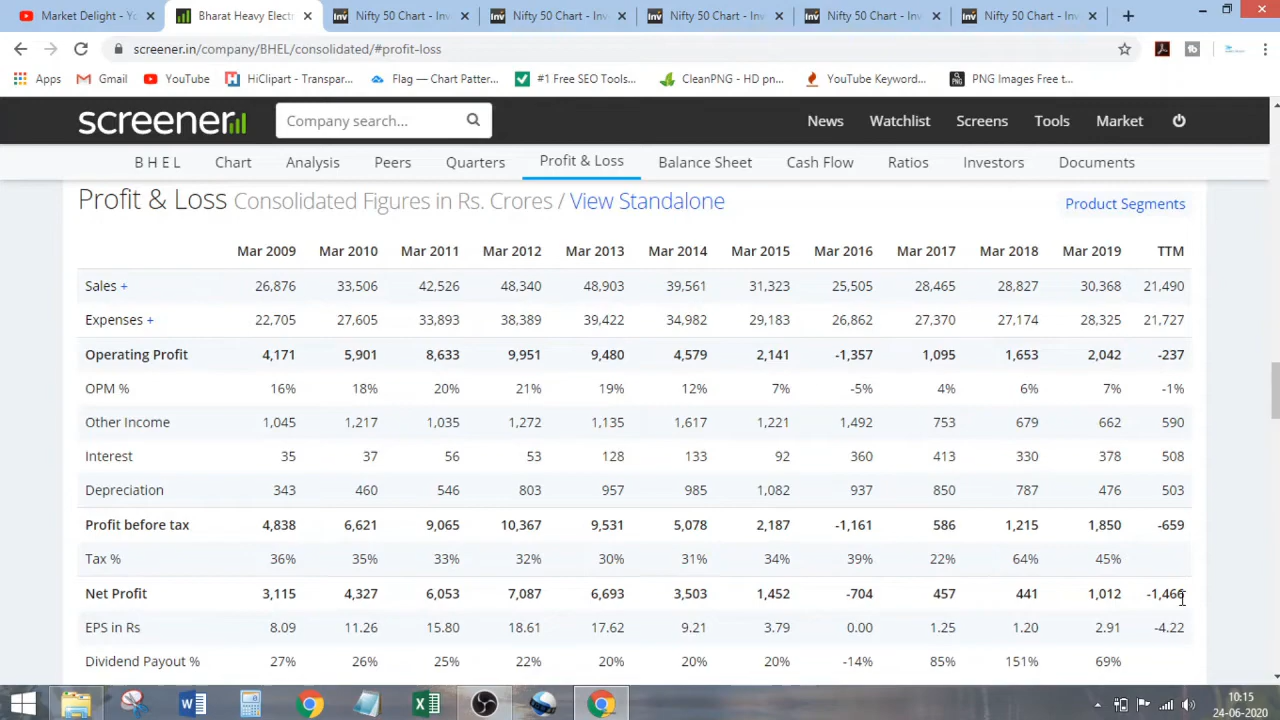 Market Delight - Yo
Bharat Heavy Electr
Nifty 50 Chart - Inv
Nifty 50 Chart - Inv
Nifty 50 Chart - Inv
Nifty 50 Chart - Inv
Nifty 50 Chart - Inv
screener.in/company/BHEL/consolidated/#profit-loss
Apps Gmail YouTube HiClipart - Transpar... Flag — Chart Patter... #1 Free SEO Tools... CleanPNG - HD pn... YouTube Keyword... PNG Images Free t...
screener Company search... News Watchlist Screens Tools Market
B H E L Chart Analysis Peers Quarters Profit & Loss Balance Sheet Cash Flow Ratios Investors Documents
Profit & Loss Consolidated Figures in Rs. Crores / View Standalone Product Segments
Mar 2009 Mar 2010 Mar 2011 Mar 2012 Mar 2013 Mar 2014 Mar 2015 Mar 2016 Mar 2017 Mar 2018 Mar 2019 TTM
Sales + 26,876 33,506 42,526 48,340 48,903 39,561 31,323 25,505 28,465 28,827 30,368 21,490
Expenses + 22,705 27,605 33,893 38,389 39,422 34,982 29,183 26,862 27,370 27,174 28,325 21,727
Operating Profit 4,171 5,901 8,633 9,951 9,480 4,579 2,141 -1,357 1,095 1,653 2,042 -237
OPM % 16% 18% 20% 21% 19% 12% 7% -5% 4% 6% 7% -1%
Other Income 1,045 1,217 1,035 1,272 1,135 1,617 1,221 1,492 753 679 662 590
Interest 35 37 56 53 128 133 92 360 413 330 378 508
Depreciation 343 460 546 803 957 985 1,082 937 850 787 476 503
Profit before tax 4,838 6,621 9,065 10,367 9,531 5,078 2,187 -1,161 586 1,215 1,850 -659
Tax % 36% 35% 33% 32% 30% 31% 34% 39% 22% 64% 45%
Net Profit 3,115 4,327 6,053 7,087 6,693 3,503 1,452 -704 457 441 1,012 -1,466
EPS in Rs 8.09 11.26 15.80 18.61 17.62 9.21 3.79 0.00 1.25 1.20 2.91 -4.22
Dividend Payout % 27% 26% 25% 22% 20% 20% 20% -14% 85% 151% 69%
10:15
24-06-2020